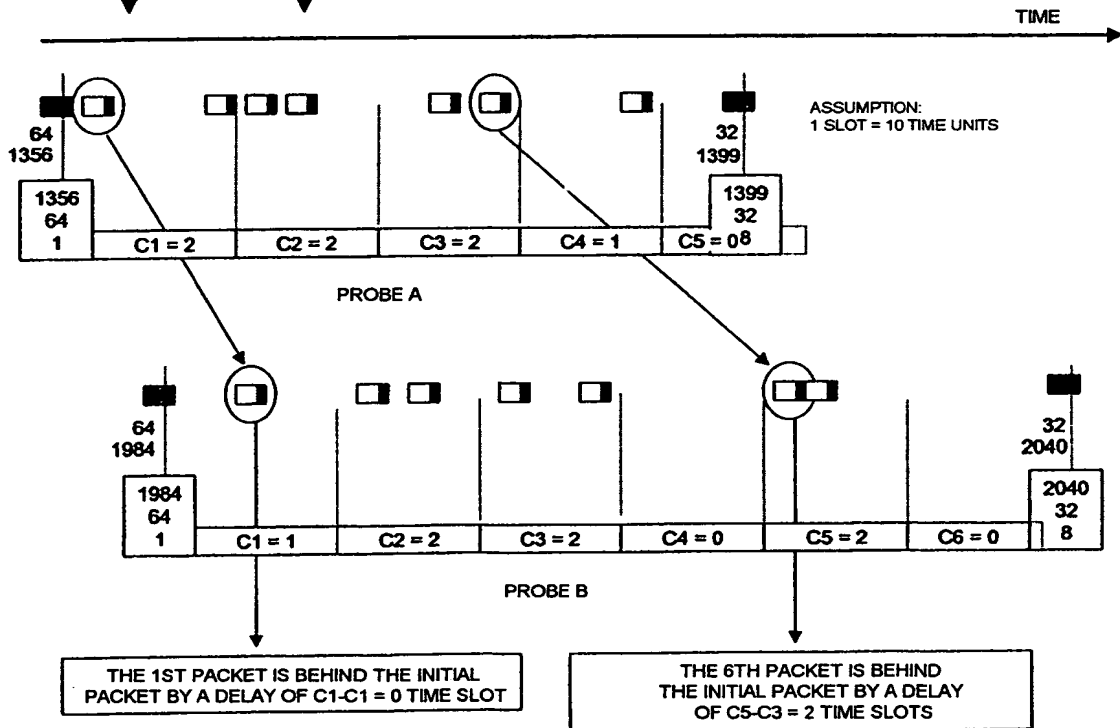 TIME
ASSUMPTION:
1 SLOT = 10 TIME UNITS
64
1356
32
1399
1356
64
1
C1 = 2
C2 = 2
C3 = 2
C4 = 1
C5 = 0
1399
32
8
PROBE A
64
1984
32
2040
1984
64
1
C1 = 1
C2 = 2
C3 = 2
C4 = 0
C5 = 2
C6 = 0
2040
32
8
PROBE B
THE 1ST PACKET IS BEHIND THE INITIAL
PACKET BY A DELAY OF C1-C1 = 0 TIME SLOT
THE 6TH PACKET IS BEHIND
THE INITIAL PACKET BY A DELAY
OF C5-C3 = 2 TIME SLOTS